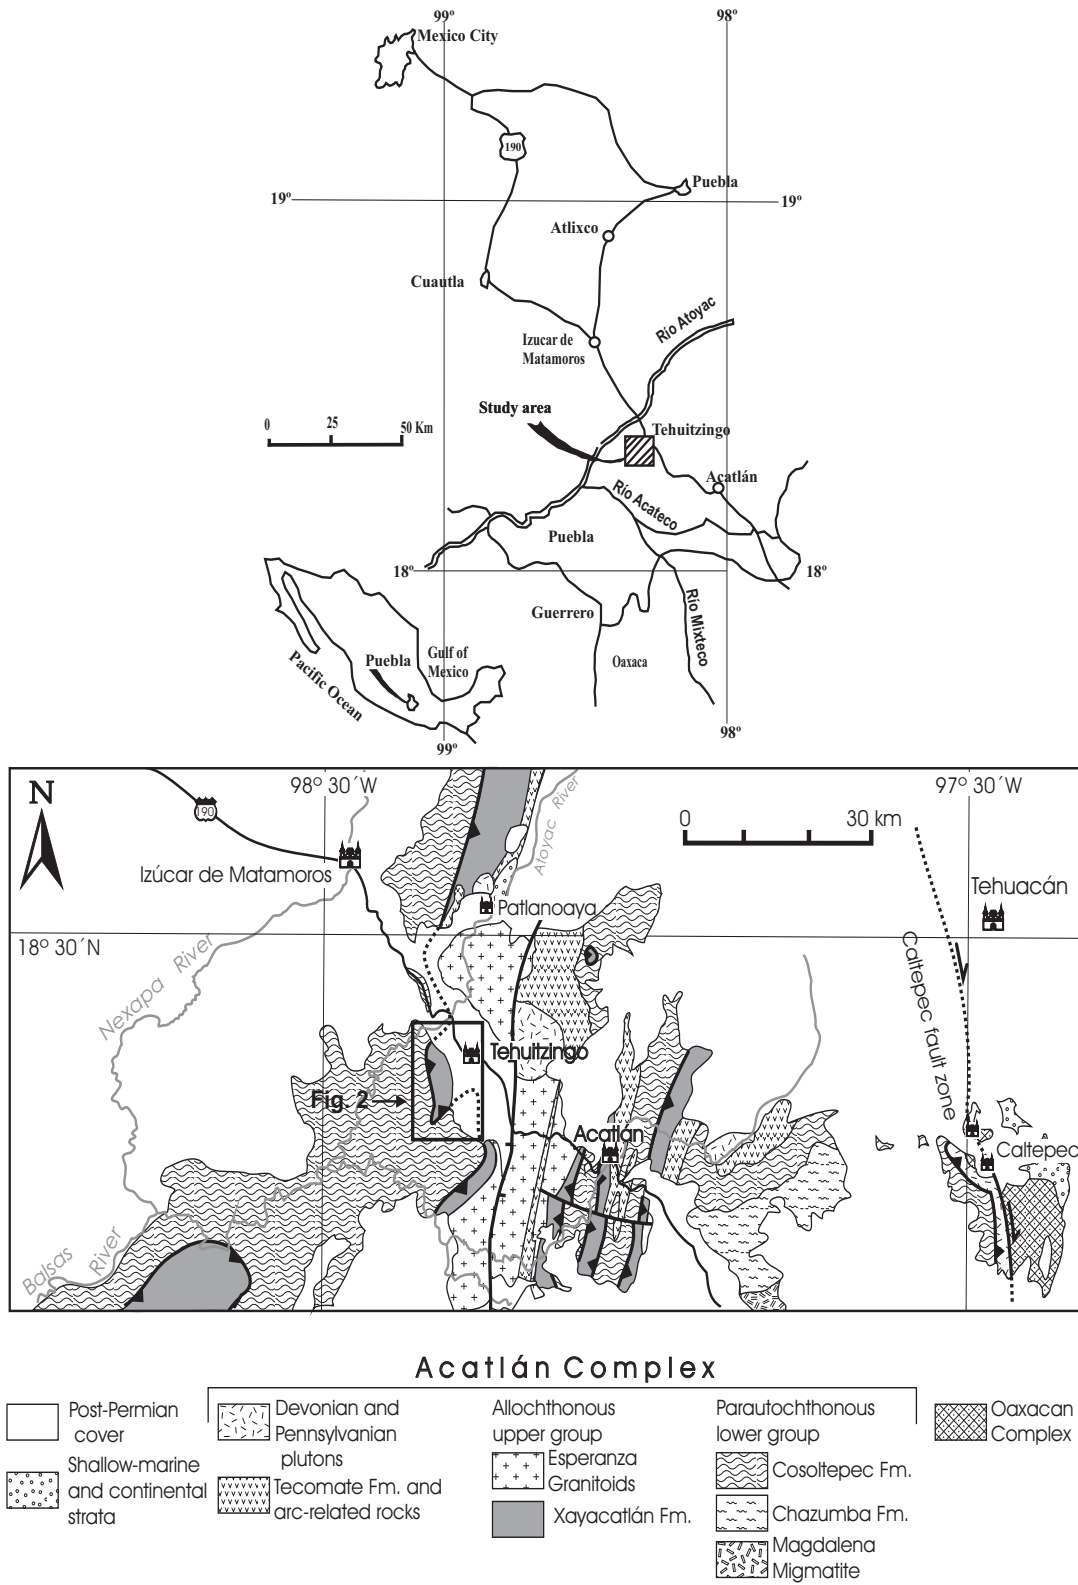 99º
98º
Mexico City
190
Puebla
19º
19º
Atlixco
Cuautla
Río Atoyac
Izucar de
Matamoros
Study area
0
25
50 Km
Tehuitzingo
Acatlán
Río Acateco
Puebla
18º
18º
Guerrero
Río Mixteco
Oaxaca
Gulf of
Mexico
Puebla
Pacific Ocean
98º
99º
N
98° 30´W
97° 30´W
190
Atoyac River
0
30 km
Izúcar de Matamoros
Tehuacán
Patlanoaya
18° 30´N
Nexapa River
Caltepec fault zone
Tehuitzingo
Fig. 2
Acatlán
Caltepec
Balsas
River
Acatlán Complex
Post-Permian
cover
Shallow-marine
and continental
strata
Devonian and
Pennsylvanian
plutons
Tecomate Fm. and
arc-related rocks
Allochthonous
upper group
Esperanza
Granitoids
Xayacatlán Fm.
Parautochthonous
lower group
Cosoltepec Fm.
Chazumba Fm.
Magdalena
Migmatite
Oaxacan
Complex